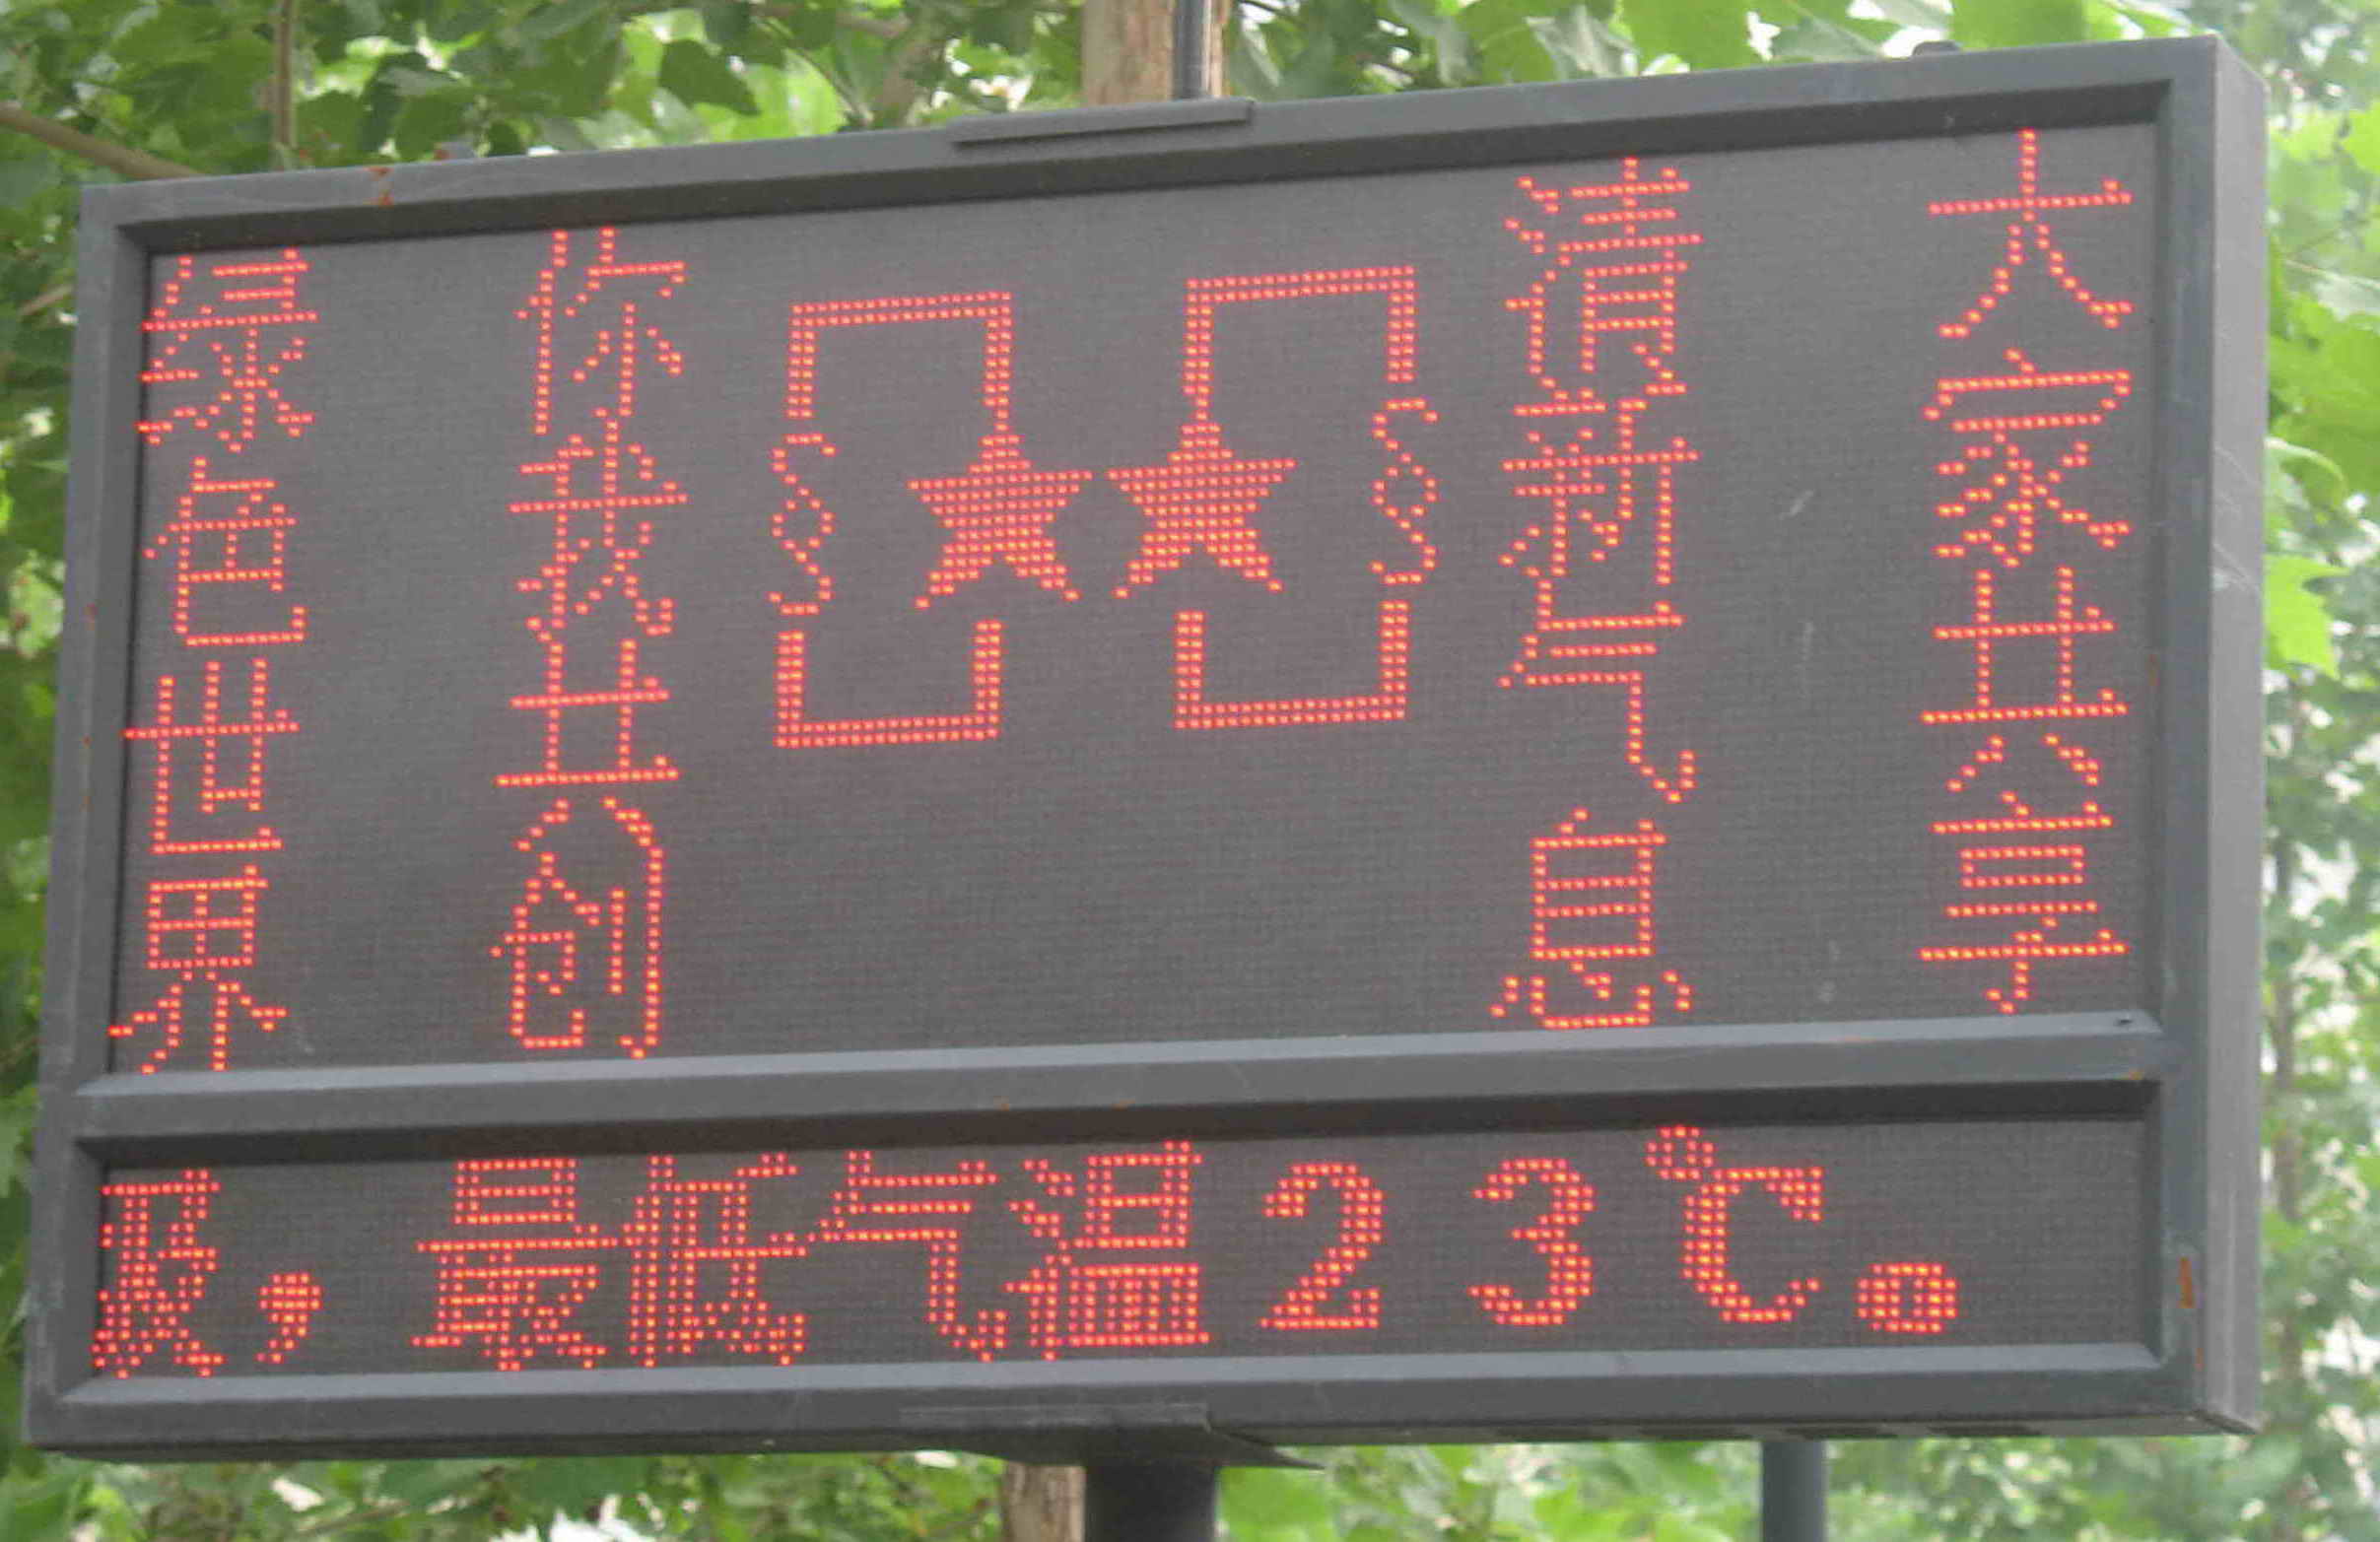 绿色世界
你我共创
清新气息
大家共享
级，最低气温23℃。